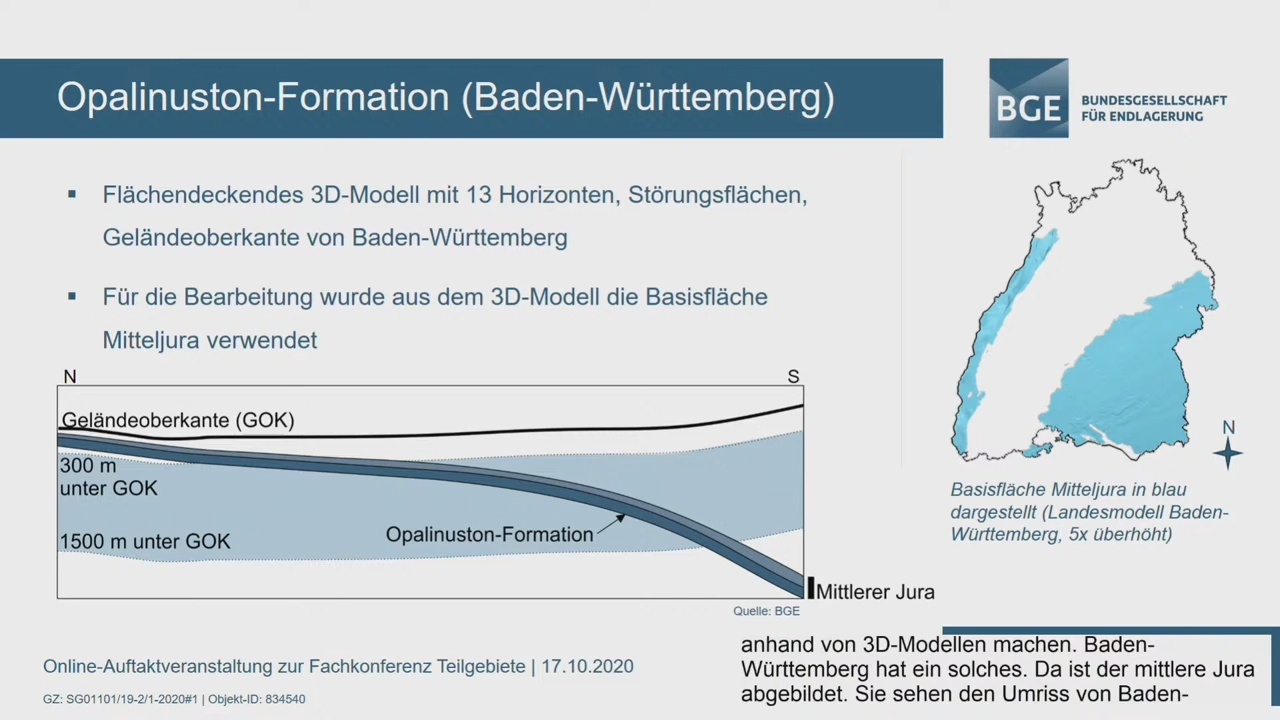 Opalinuston-Formation (Baden-Württemberg)
BGE
BUNDESGESELLSCHAFT
FÜR ENDLAGERUNG
▪ Flächendeckendes 3D-Modell mit 13 Horizonten, Störungsflächen,
Geländeoberkante von Baden-Württemberg
▪ Für die Bearbeitung wurde aus dem 3D-Modell die Basisfläche
Mitteljura verwendet
N
S
Geländeoberkante (GOK)
300 m
unter GOK
1500 m unter GOK
Opalinuston-Formation
Mittlerer Jura
Quelle: BGE
N
Basisfläche Mitteljura in blau
dargestellt (Landesmodell Baden-
Württemberg, 5x überhöht)
Online-Auftaktveranstaltung zur Fachkonferenz Teilgebiete | 17.10.2020
GZ: SG01101/19-2/1-2020#1 | Objekt-ID: 834540
anhand von 3D-Modellen machen. Baden-
Württemberg hat ein solches. Da ist der mittlere Jura
abgebildet. Sie sehen den Umriss von Baden-